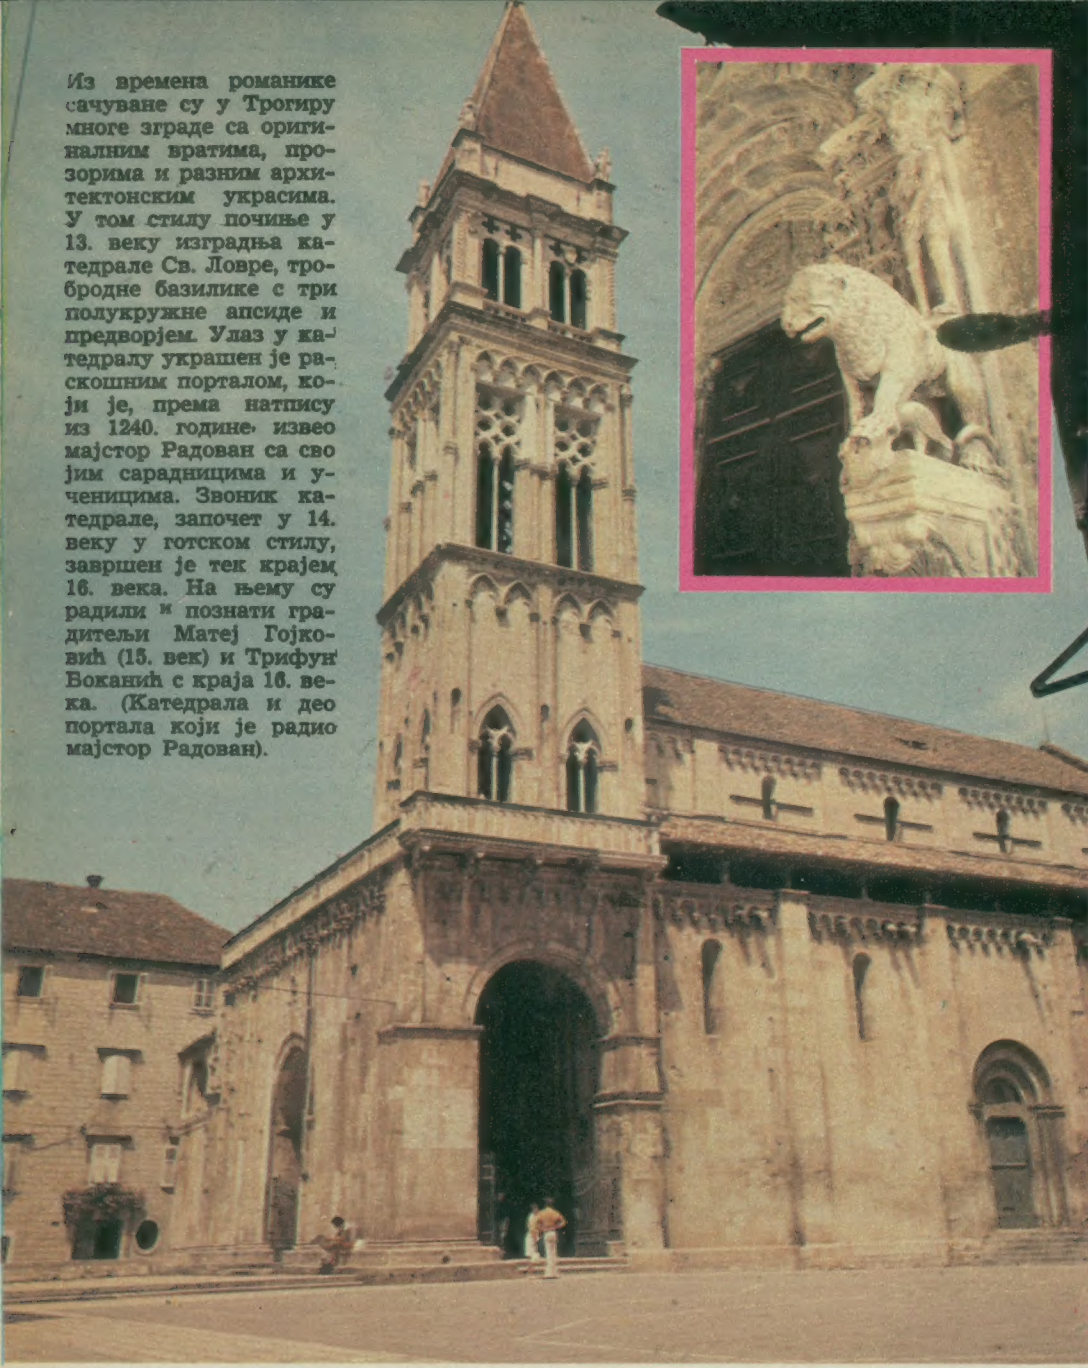 Из времена романике
сачуване су у Трогиру
многе зграде са ориги-
налним вратима, про-
зорима и разним архи-
тектонским украсима.
У том стилу почиње у
13. веку изградња ка-
тедрале Св. Ловре, тро-
бродне базилике с три
полукружне апсиде и
предворјем. Улаз у ка-
тедралу украшен је ра-
скошним порталом, ко-
ји је, према натпису
из 1240. године, извео
мајстор Радован са сво
јим сарадницима и у-
ченицима. Звоник ка-
тедрале, започет у 14.
веку у готском стилу,
завршен је тек крајем
16. века. На њему су
радили и познати гра-
дитељи Матеј Гојко-
вић (15. век) и Трифун
Боканић с краја 16. ве-
ка. (Катедрала и део
портала који је радио
мајстор Радован).